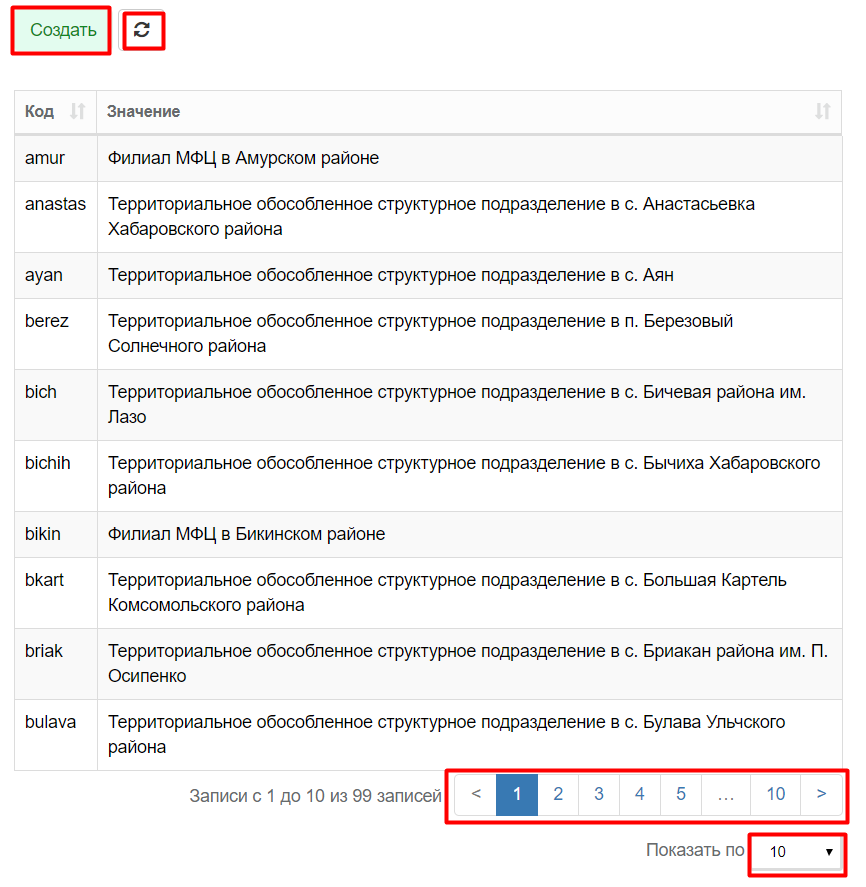 Создать
Код Значение
amur Филиал МФЦ в Амурском районе
anastas Территориальное обособленное структурное подразделение в с. Анастасьевка
Хабаровского района
ayan Территориальное обособленное структурное подразделение в с. Аян
berez Территориальное обособленное структурное подразделение в п. Березовый
Солнечного района
bich Территориальное обособленное структурное подразделение в с. Бичевая района им.
Лазо
bichih Территориальное обособленное структурное подразделение в с. Бычиха Хабаровского
района
bikin Филиал МФЦ в Бикинском районе
bkart Территориальное обособленное структурное подразделение в с. Большая Картель
Комсомольского района
briak Территориальное обособленное структурное подразделение в с. Бриакан района им. П.
Осипенко
bulava Территориальное обособленное структурное подразделение в с. Булава Ульчского
района
Записи с 1 до 10 из 99 записей < 1 2 3 4 5 … 10 >
Показать по 10